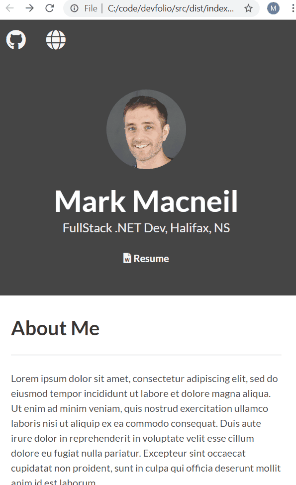 File | C:/code/devfolio/src/dist/index...
M
Mark Macneil
FullStack .NET Dev, Halifax, NS
Resume
About Me
Lorem ipsum dolor sit amet, consectetur adipiscing elit, sed do
eiusmod tempor incididunt ut labore et dolore magna aliqua.
Ut enim ad minim veniam, quis nostrud exercitation ullamco
laboris nisi ut aliquip ex ea commodo consequat. Duis aute
irure dolor in reprehenderit in voluptate velit esse cillum
dolore eu fugiat nulla pariatur. Excepteur sint occaecat
cupidatat non proident, sunt in culpa qui officia deserunt mollit
anim id est laborum.